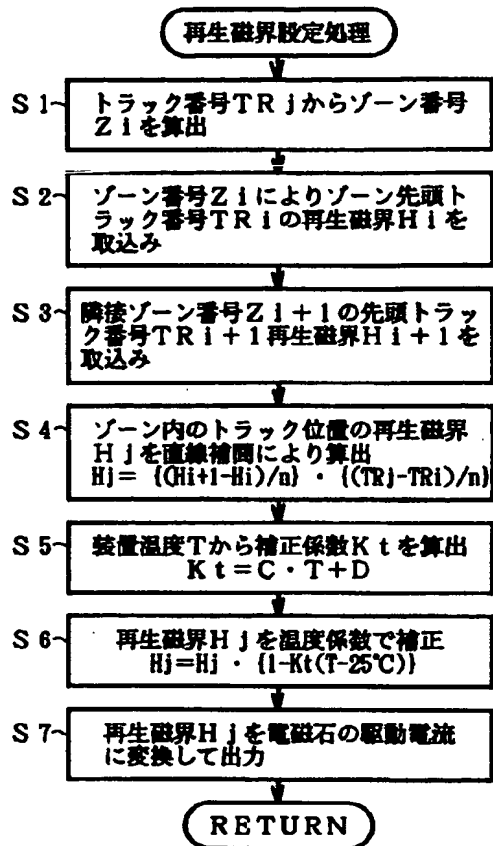 再生磁界設定処理
S1
トラック番号TRjからゾーン番号
Ziを算出
S2
ゾーン番号Ziによりゾーン先頭ト
ラック番号TRiの再生磁界Hiを
取込み
S3
隣接ゾーン番号Zi+1の先頭トラッ
ク番号TRi+1再生磁界Hi+1を
取込み
S4
ゾーン内のトラック位置の再生磁界
Hjを直線補間により算出
Hj= {(Hi+1-Hi)/n} · {(TRj-TRi)/n}
S5
装置温度Tから補正係数Ktを算出
Kt=C·T+D
S6
再生磁界Hjを温度係数で補正
Hj=Hj · {1-Kt(T-25℃)}
S7
再生磁界Hjを電磁石の駆動電流
に変換して出力
RETURN